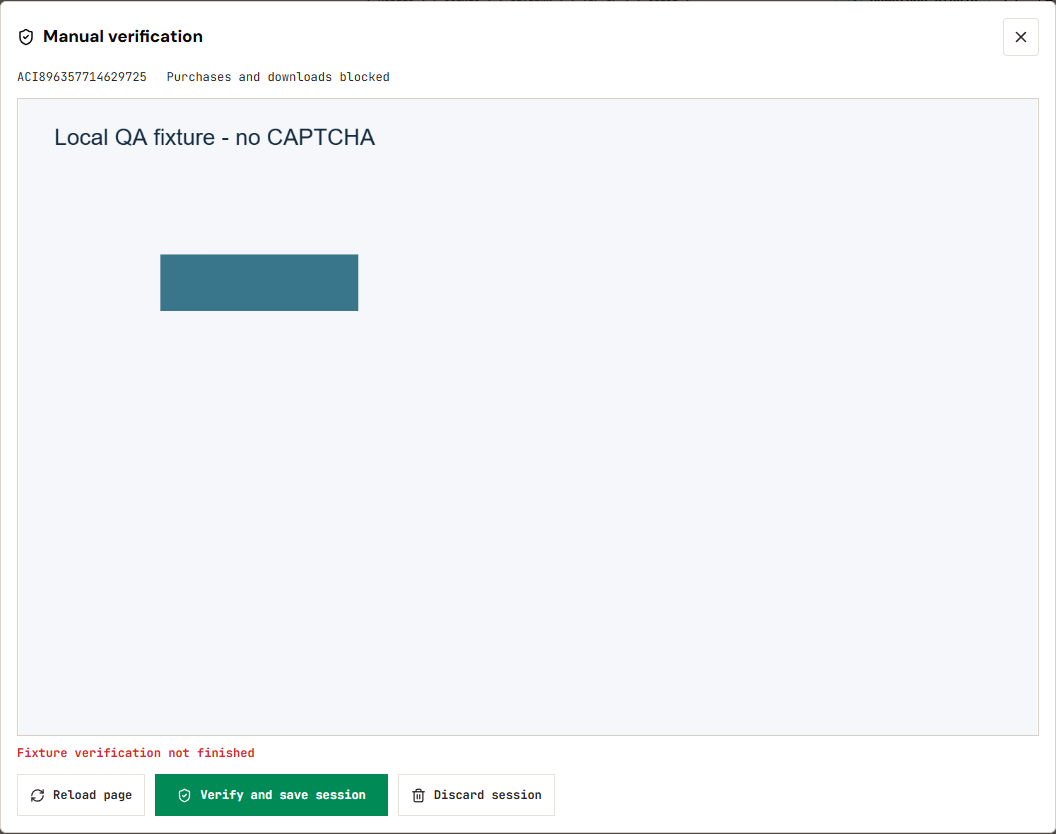 Manual verification
ACI896357714629725 Purchases and downloads blocked
Local QA fixture - no CAPTCHA
Fixture verification not finished
Reload page Verify and save session Discard session